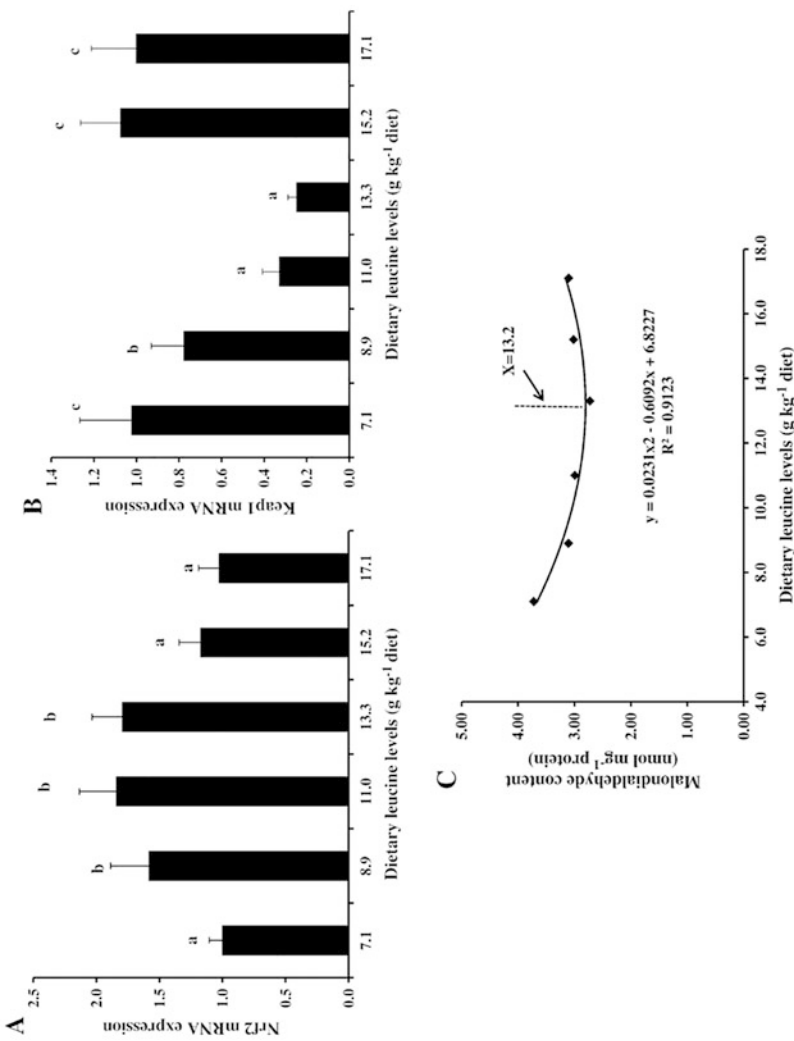 A
Nrf2 mRNA expression
2.5
2.0
1.5
1.0
0.5
0.0
a
b
b
b
a
a
7.1 8.9 11.0 13.3 15.2 17.1
Dietary leucine levels (g kg⁻¹ diet)
B
Keap1 mRNA expression
1.4
1.2
1.0
0.8
0.6
0.4
0.2
0.0
c
b
a
a
c
c
7.1 8.9 11.0 13.3 15.2 17.1
Dietary leucine levels (g kg⁻¹ diet)
C
Malondialdehyde content
(nmol mg⁻¹ protein)
5.00
4.00
3.00
2.00
1.00
0.00
X=13.2
y = 0.0231x2 - 0.6092x + 6.8227
R² = 0.9123
4.0 6.0 8.0 10.0 12.0 14.0 16.0 18.0
Dietary leucine levels (g kg⁻¹ diet)